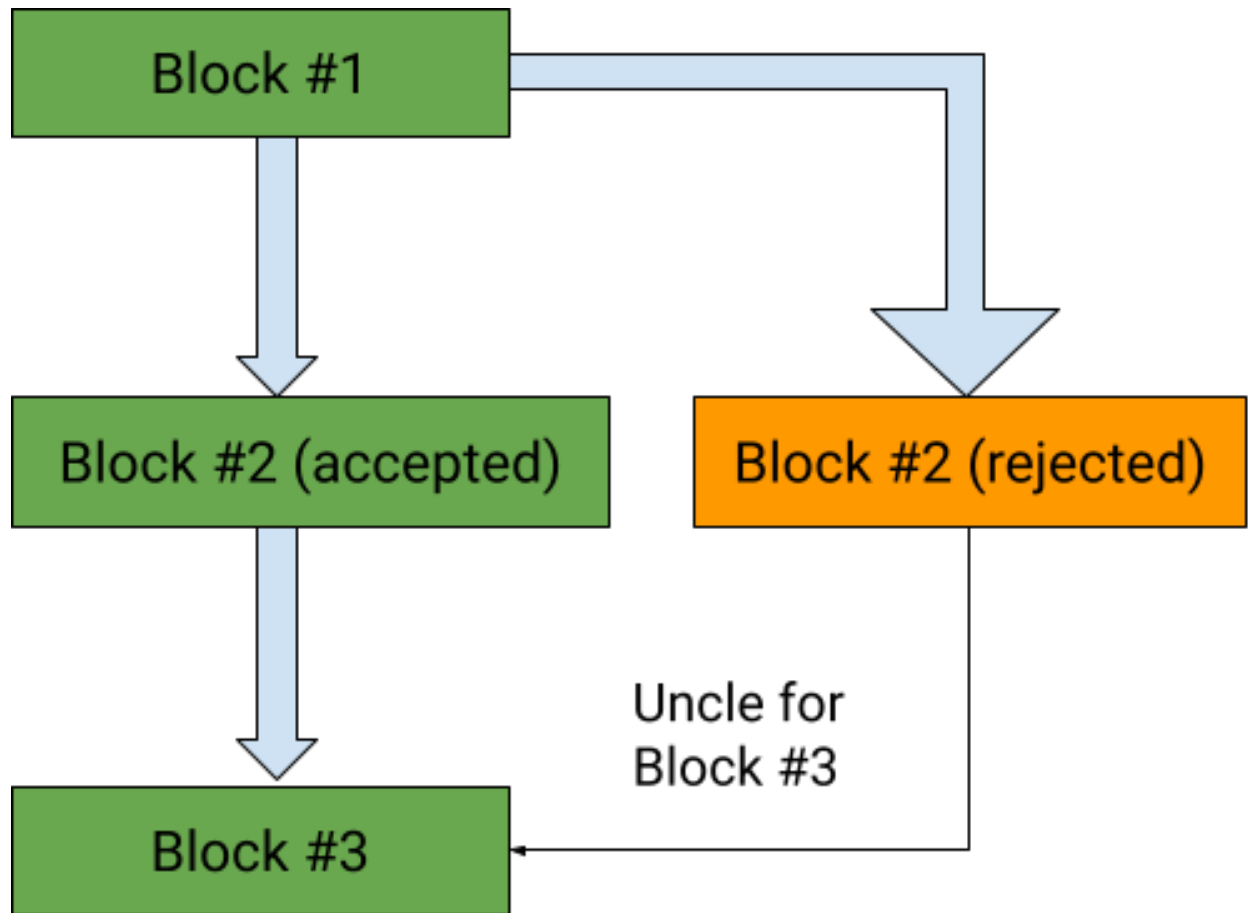 Block #1
Block #2 (accepted)
Block #2 (rejected)
Uncle for
Block #3
Block #3